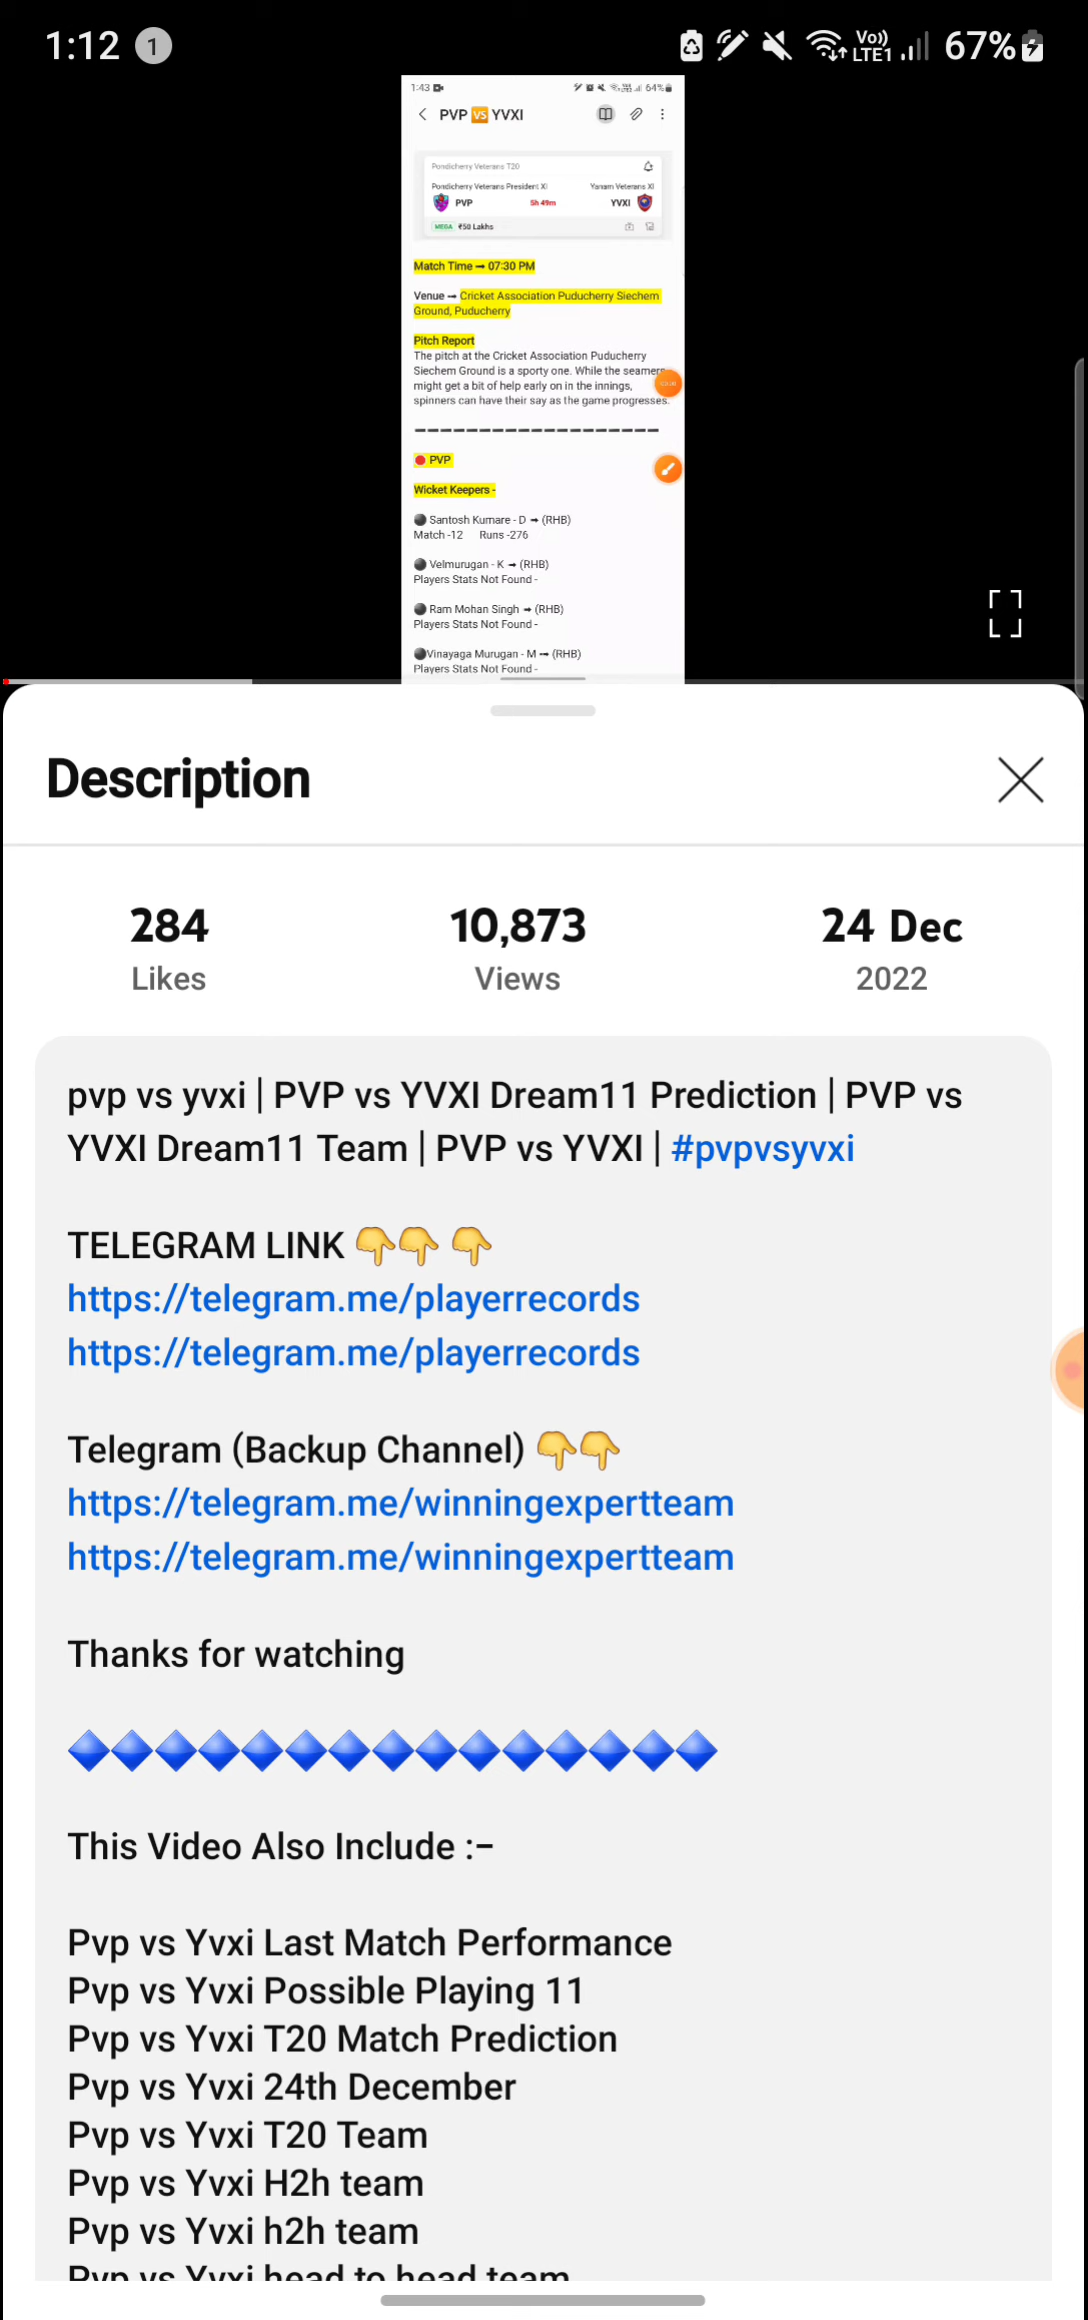 1:12 1 Vo)) LTE1 67%
1:43 64%
PVP VS YVXI
Pondicherry Veterans T20
Pondicherry Veterans President XI Yanam Veterans XI
PVP 5h 49m YVXI
MEGA ₹50 Lakhs
Match Time ➞ 07:30 PM
Venue ➞ Cricket Association Puducherry Siechem
Ground, Puducherry
Pitch Report
The pitch at the Cricket Association Puducherry
Siechem Ground is a sporty one. While the seamers
might get a bit of help early on in the innings,
spinners can have their say as the game progresses.
🔴 PVP
Wicket Keepers -
⚫ Santosh Kumare - D ➞ (RHB)
Match -12 Runs -276
⚫ Velmurugan - K ➞ (RHB)
Players Stats Not Found -
⚫ Ram Mohan Singh ➞ (RHB)
Players Stats Not Found -
⚫Vinayaga Murugan - M ➞ (RHB)
Players Stats Not Found -
Description
284 10,873 24 Dec
Likes Views 2022
pvp vs yvxi | PVP vs YVXI Dream11 Prediction | PVP vs
YVXI Dream11 Team | PVP vs YVXI | #pvpvsyvxi
TELEGRAM LINK 👇👇 👇
https://telegram.me/playerrecords
https://telegram.me/playerrecords
Telegram (Backup Channel) 👇👇
https://telegram.me/winningexpertteam
https://telegram.me/winningexpertteam
Thanks for watching
🔷🔷🔷🔷🔷🔷🔷🔷🔷🔷🔷🔷🔷🔷🔷
This Video Also Include :–
Pvp vs Yvxi Last Match Performance
Pvp vs Yvxi Possible Playing 11
Pvp vs Yvxi T20 Match Prediction
Pvp vs Yvxi 24th December
Pvp vs Yvxi T20 Team
Pvp vs Yvxi H2h team
Pvp vs Yvxi h2h team
Pvp vs Yvxi head to head team